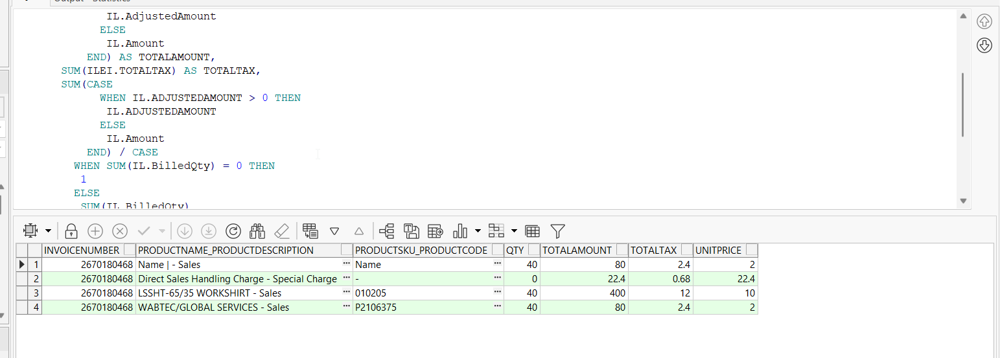 Output - Statistics
IL.AdjustedAmount
ELSE
IL.Amount
END) AS TOTALAMOUNT,
SUM(ILEI.TOTALTAX) AS TOTALTAX,
SUM(CASE
WHEN IL.ADJUSTEDAMOUNT > 0 THEN
IL.ADJUSTEDAMOUNT
ELSE
IL.Amount
END) / CASE
WHEN SUM(IL.BilledQty) = 0 THEN
1
ELSE
SUM(IL.BilledQty)
INVOICENUMBER PRODUCTNAME_PRODUCTDESCRIPTION PRODUCTSKU_PRODUCTCODE QTY TOTALAMOUNT TOTALTAX UNITPRICE
1 2670180468 Name | - Sales ... Name ... 40 80 2.4 2
2 2670180468 Direct Sales Handling Charge - Special Charge ... - ... 0 22.4 0.68 22.4
3 2670180468 LSSHT-65/35 WORKSHIRT - Sales ... 010205 ... 40 400 12 10
4 2670180468 WABTEC/GLOBAL SERVICES - Sales ... P2106375 ... 40 80 2.4 2